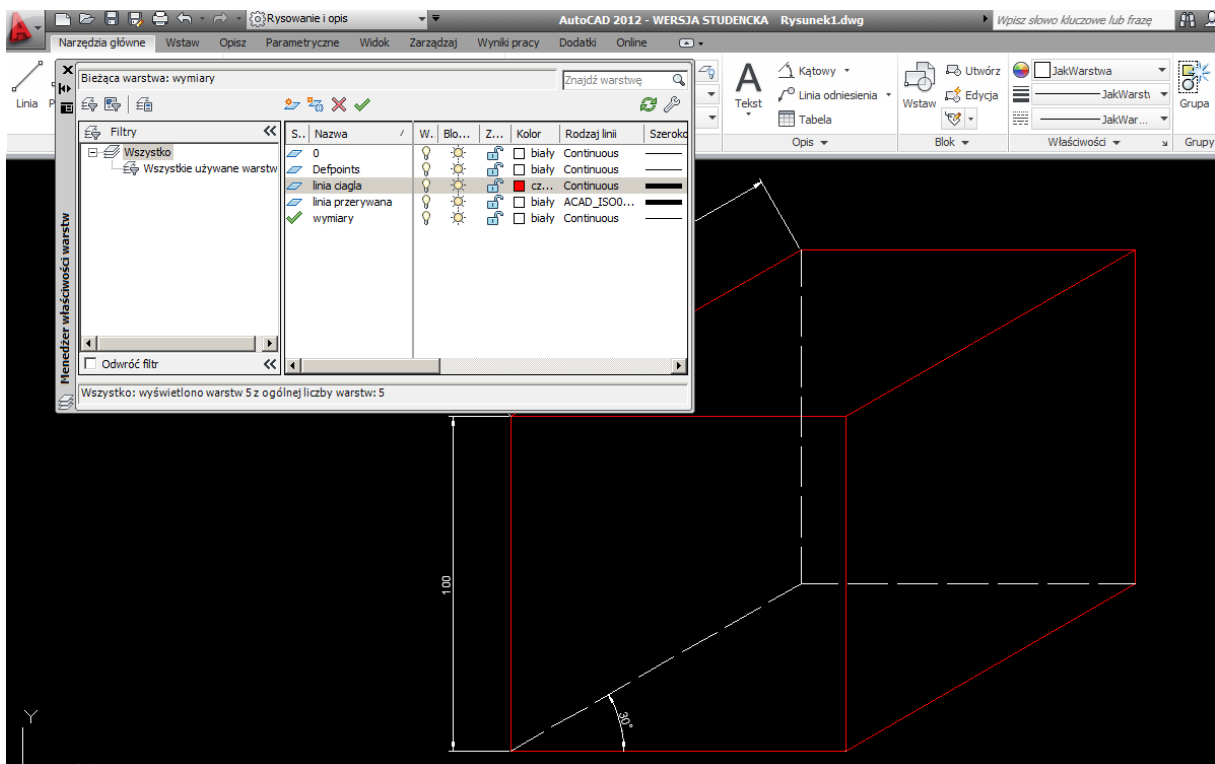 Rysowanie i opis
AutoCAD 2012 - WERSJA STUDENCKA Rysunek1.dwg
Wpisz słowo kluczowe lub frazę
Narzędzia główne Wstaw Opisz Parametryczne Widok Zarządzaj Wyniki pracy Dodatki Online
Linia P
Bieżąca warstwa: wymiary
Znajdź warstwę
Filtry
Wszystko
Wszystkie używane warstw
S.. Nazwa W. Blo... Z... Kolor Rodzaj linii Szeroko
0 biały Continuous
Defpoints biały Continuous
linia ciagla cz... Continuous
linia przerywana biały ACAD_ISO0...
wymiary biały Continuous
Odwróć filtr
Wszystko: wyświetlono warstw 5 z ogólnej liczby warstw: 5
Menedżer właściwości warstw
A
Tekst
Kątowy
Linia odniesienia
Tabela
Opis
Wstaw
Utwórz
Edycja
Blok
JakWarstwa
JakWarstv
JakWar...
Właściwości
Grupa
Grupy
100
30°
Y